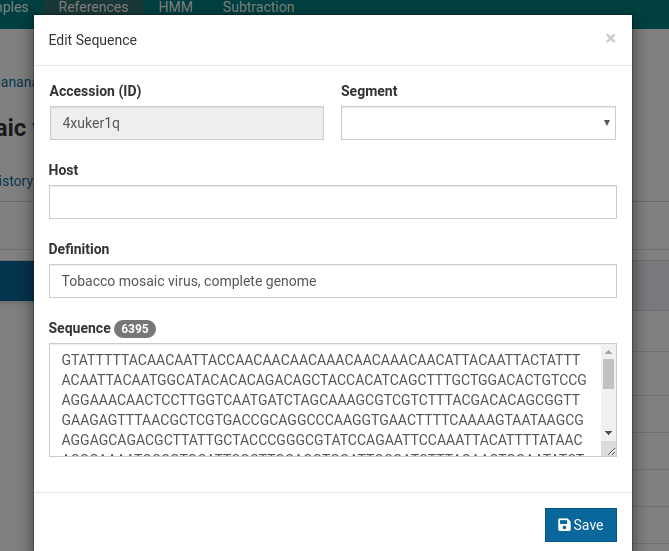 ples References HMM Subtraction
Edit Sequence ×
anana
Accession (ID) Segment
4xuker1q
aic
Host
istory
Definition
Tobacco mosaic virus, complete genome
Sequence 6395
GTATTTTTACAACAATTACCAACAACAACAAACAACAAACAACATTACAATTACTATTT
ACAATTACAATGGCATACACACAGACAGCTACCACATCAGCTTTGCTGGACACTGTCCG
AGGAAACAACTCCTTGGTCAATGATCTAGCAAAGCGTCGTCTTTACGACACAGCGGTT
GAAGAGTTTAACGCTCGTGACCGCAGGCCCAAGGTGAACTTTTCAAAAGTAATAAGCG
AGGAGCAGACGCTTATTGCTACCCGGGCGTATCCAGAATTCCAAATTACATTTTATAAC
Save